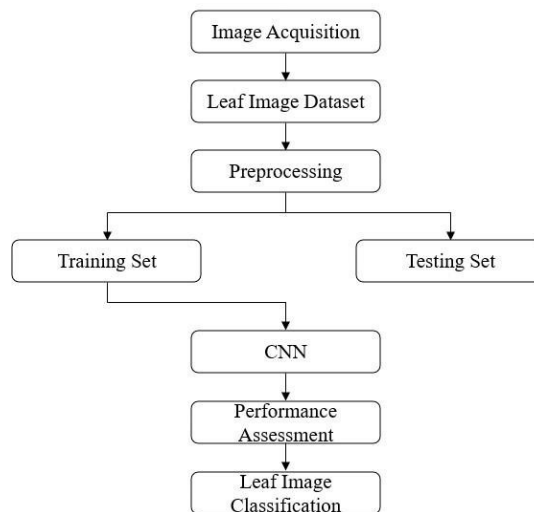 Image Acquisition
Leaf Image Dataset
Preprocessing
Training Set
Testing Set
CNN
Performance
Assessment
Leaf Image
Classification